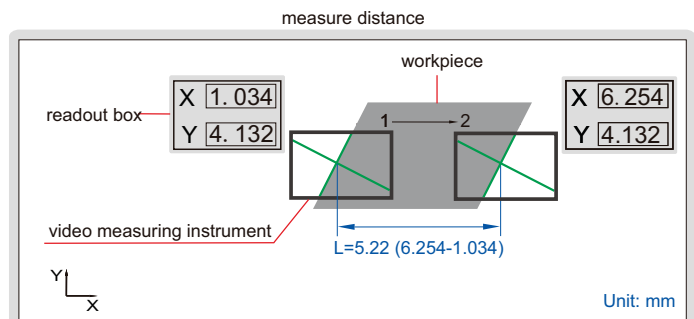 measure distance
workpiece
readout box
X 1. 034
Y 4. 132
1 2
X 6. 254
Y 4.132
video measuring instrument
L=5.22 (6.254-1.034)
Y
X
Unit: mm